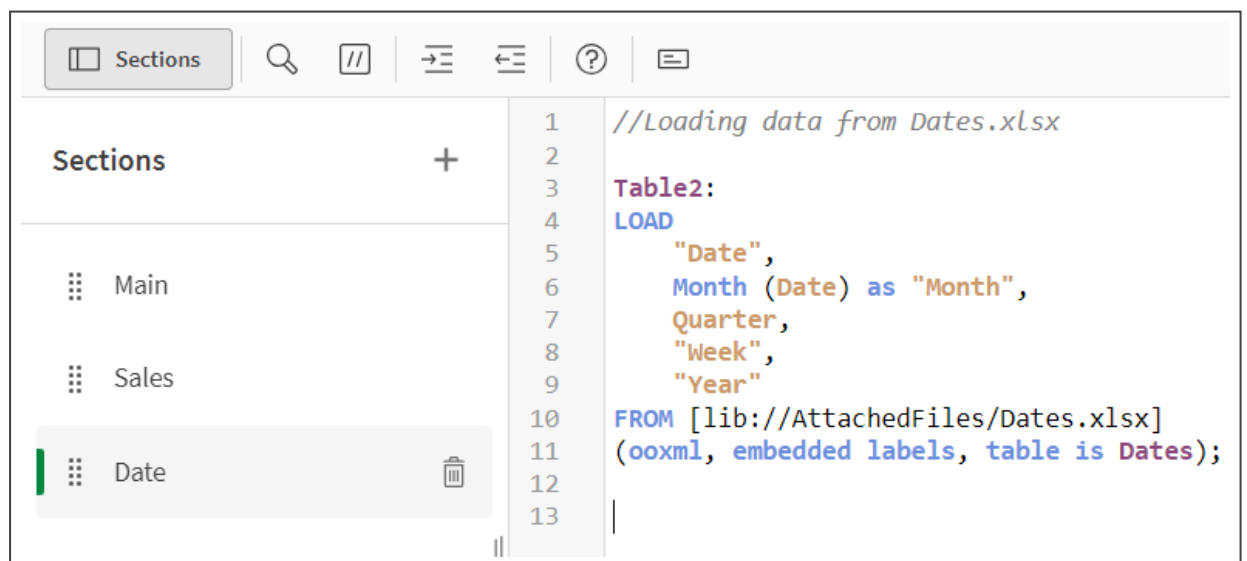 Sections
Sections
Main
Sales
Date
1 //Loading data from Dates.xlsx
2
3 Table2:
4 LOAD
5 "Date",
6 Month (Date) as "Month",
7 Quarter,
8 "Week",
9 "Year"
10 FROM [lib://AttachedFiles/Dates.xlsx]
11 (ooxml, embedded labels, table is Dates);
12
13